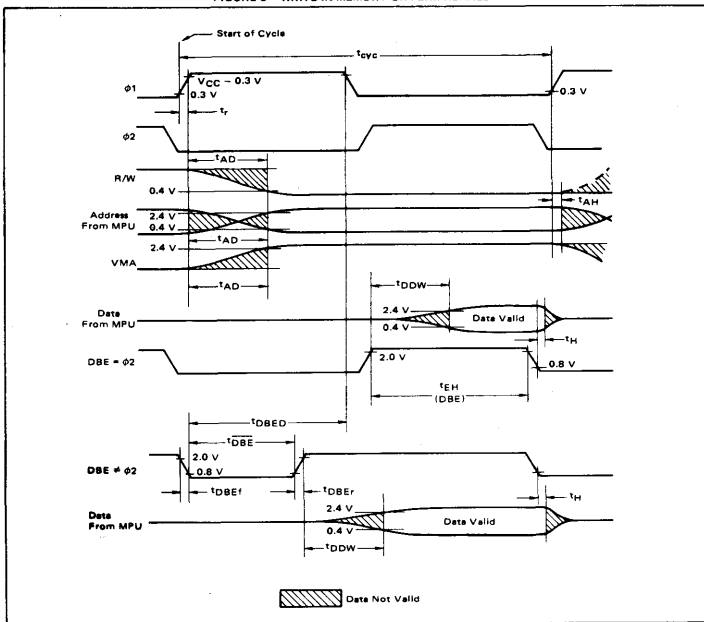 Start of Cycle
tcyc
VCC – 0.3 V
ϕ1
0.3 V
0.3 V
tr
ϕ2
tAD
R/W
0.4 V
tAH
Address
From MPU
2.4 V
0.4 V
tAD
2.4 V
VMA
tAD
tDDW
Data
From MPU
2.4 V
0.4 V
Data Valid
tH
DBE = ϕ2
2.0 V
0.8 V
tEH
(DBE)
tDBED
tDBE
DBE ≠ ϕ2
2.0 V
0.8 V
tDBEf
tDBEr
tH
Data
From MPU
2.4 V
0.4 V
Data Valid
tDDW
Data Not Valid